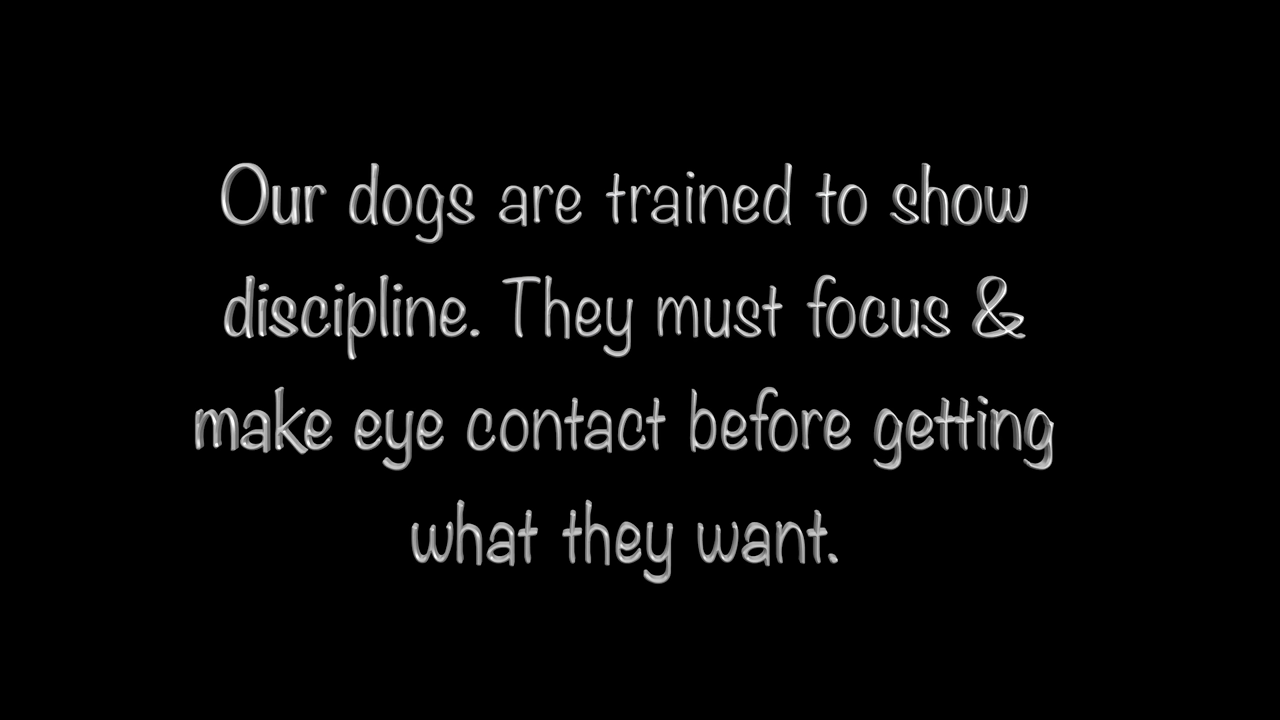 Our dogs are trained to show
discipline. They must focus &
make eye contact before getting
what they want.